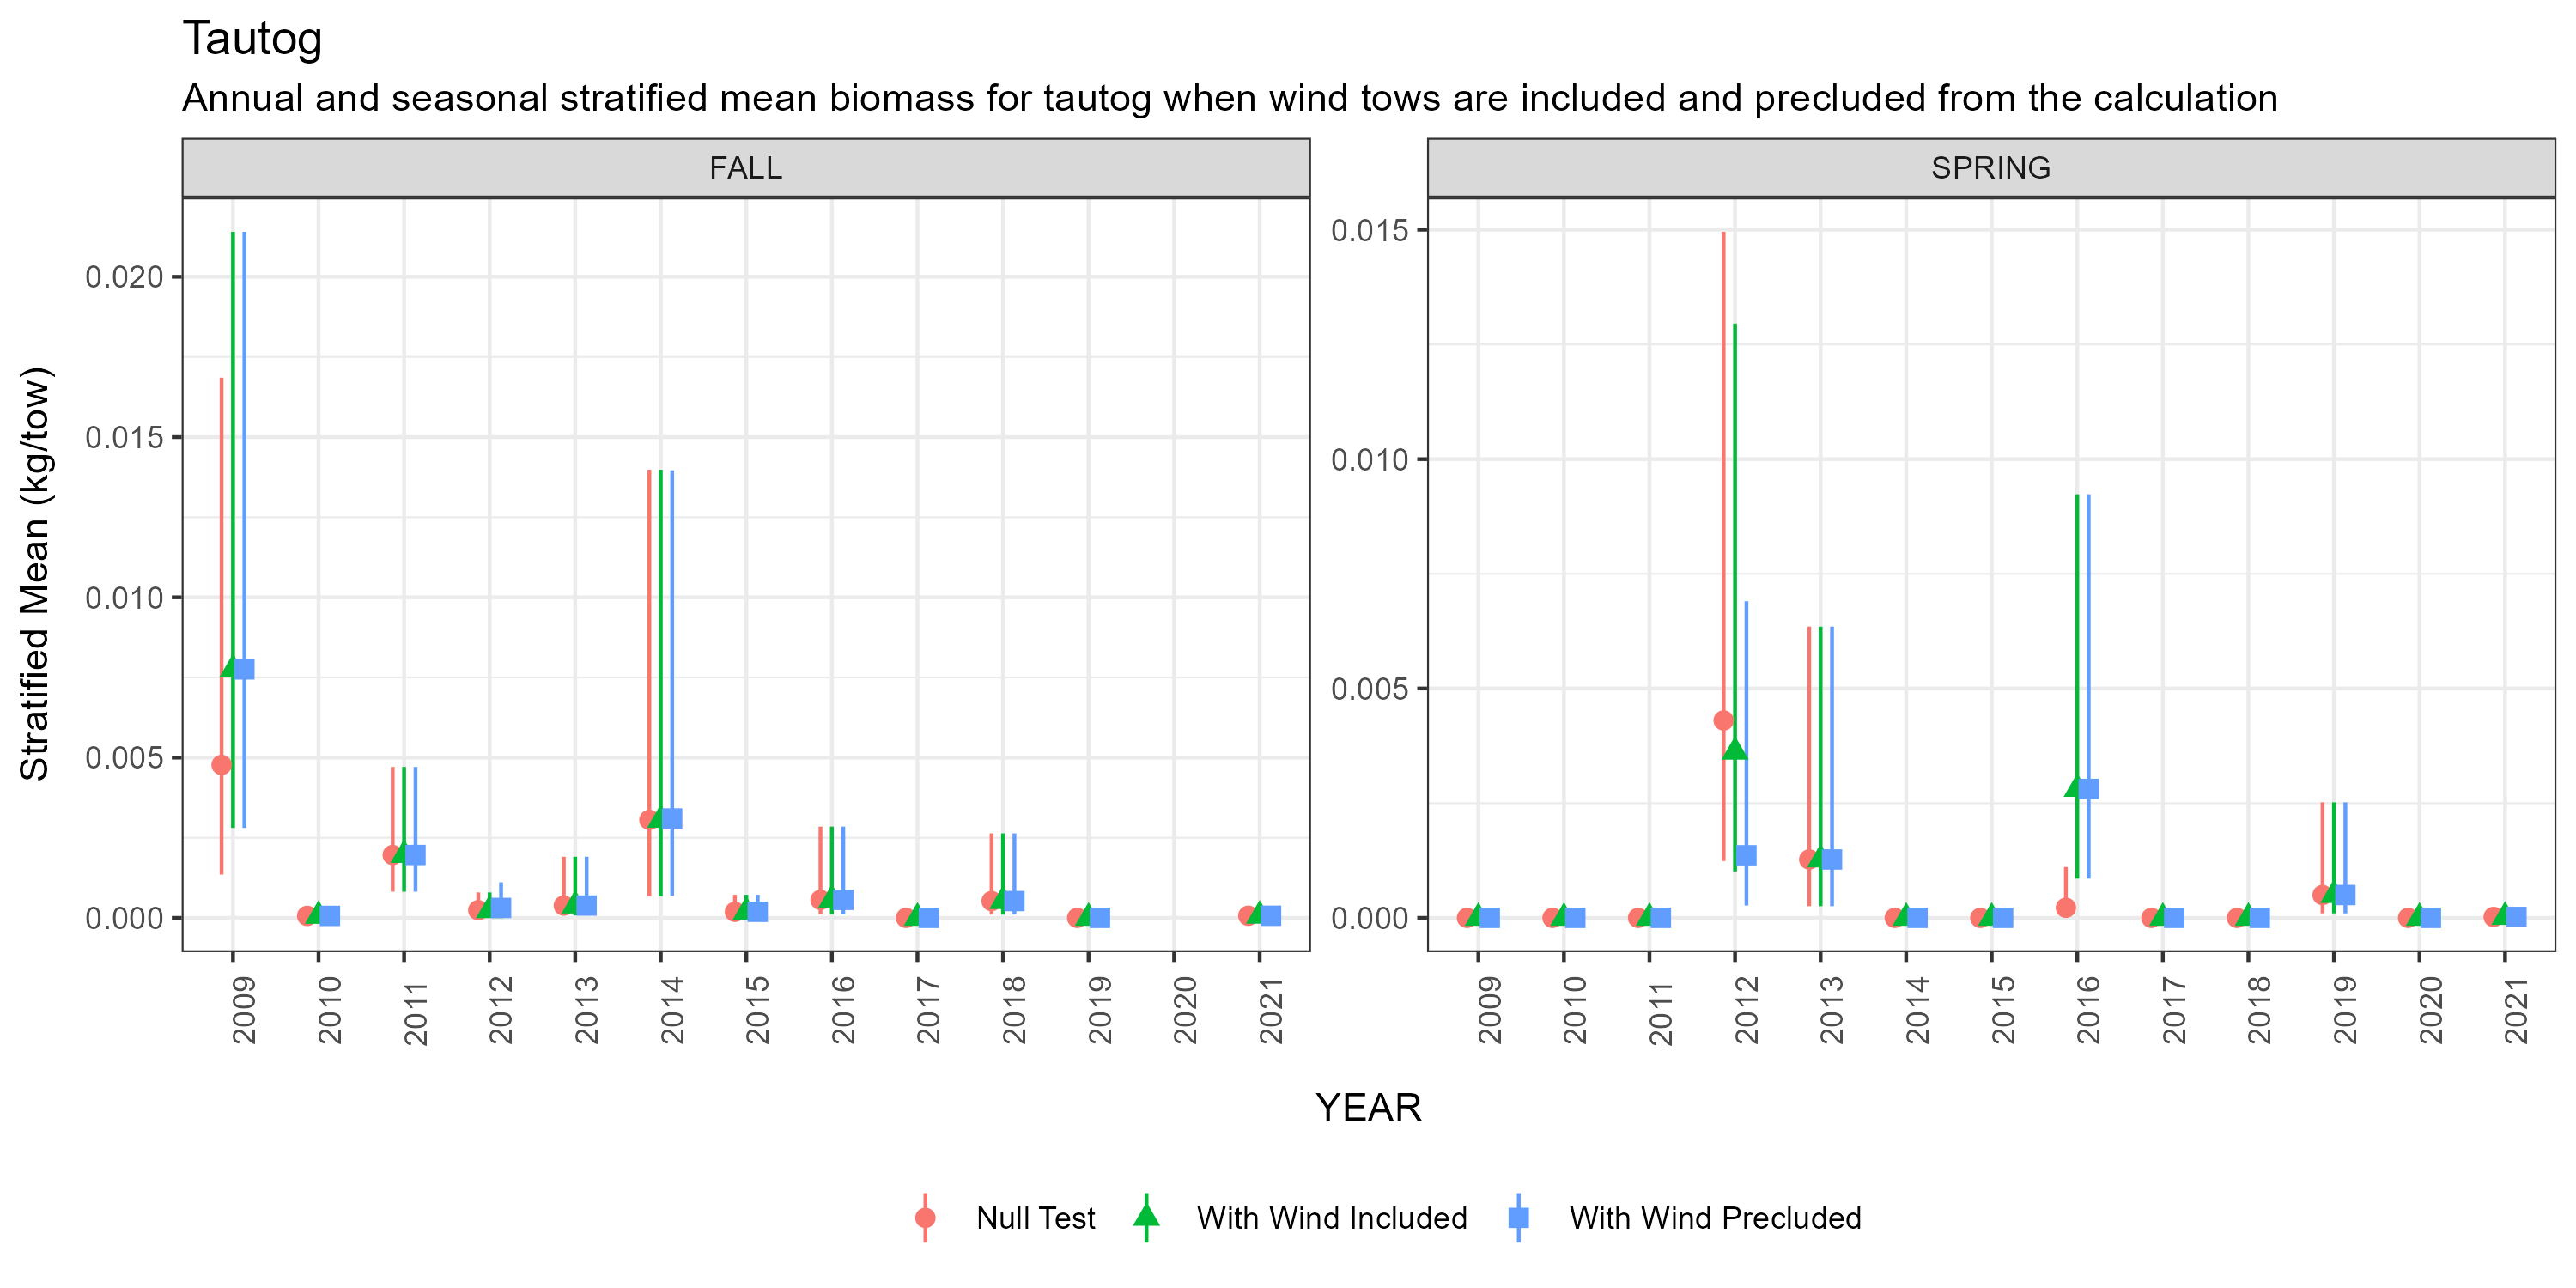 Tautog
Annual and seasonal stratified mean biomass for tautog when wind tows are included and precluded from the calculation
FALL
SPRING
Stratified Mean (kg/tow)
0.020
0.015
0.010
0.005
0.000
0.015
0.010
0.005
0.000
2009 2010 2011 2012 2013 2014 2015 2016 2017 2018 2019 2020 2021
2009 2010 2011 2012 2013 2014 2015 2016 2017 2018 2019 2020 2021
YEAR
Null Test With Wind Included With Wind Precluded